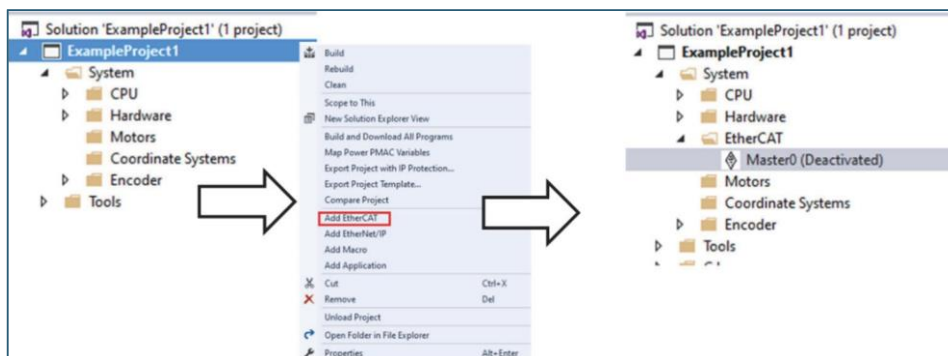 Solution 'ExampleProject1' (1 project)
ExampleProject1
System
CPU
Hardware
Motors
Coordinate Systems
Encoder
Tools
Build
Rebuild
Clean
Scope to This
New Solution Explorer View
Build and Download All Programs
Map Power PMAC Variables
Export Project with IP Protection...
Export Project Template...
Compare Project
Add EtherCAT
Add EtherNet/IP
Add Macro
Add Application
Cut Ctrl+X
Remove Del
Unload Project
Open Folder in File Explorer
Properties Alt+Enter
Solution 'ExampleProject1' (1 project)
ExampleProject1
System
CPU
Hardware
EtherCAT
Master0 (Deactivated)
Motors
Coordinate Systems
Encoder
Tools